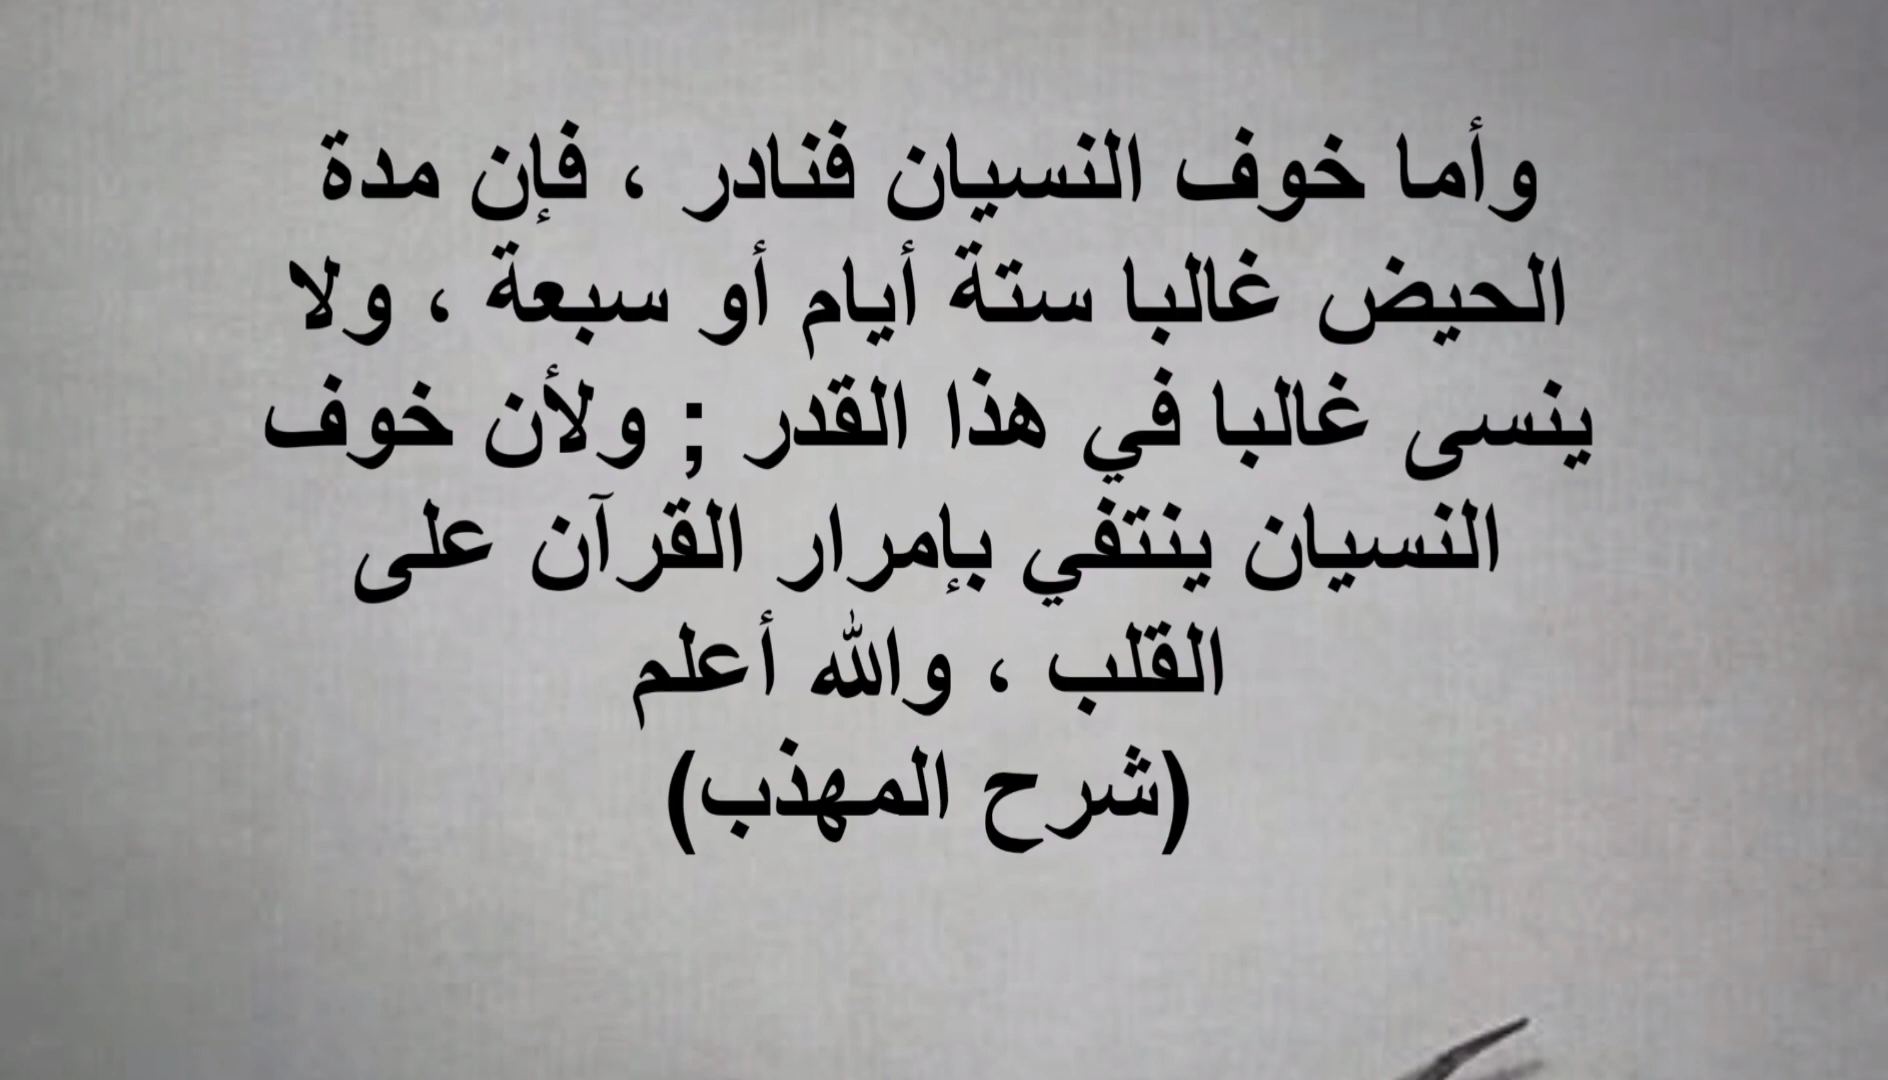 وأما خوف النسيان فنادر ، فإن مدة
الحيض غالبا ستة أيام أو سبعة ، ولا
ينسى غالبا في هذا القدر ; ولأن خوف
النسيان ينتفي بإمرار القرآن على
القلب ، والله أعلم
(شرح المهذب)